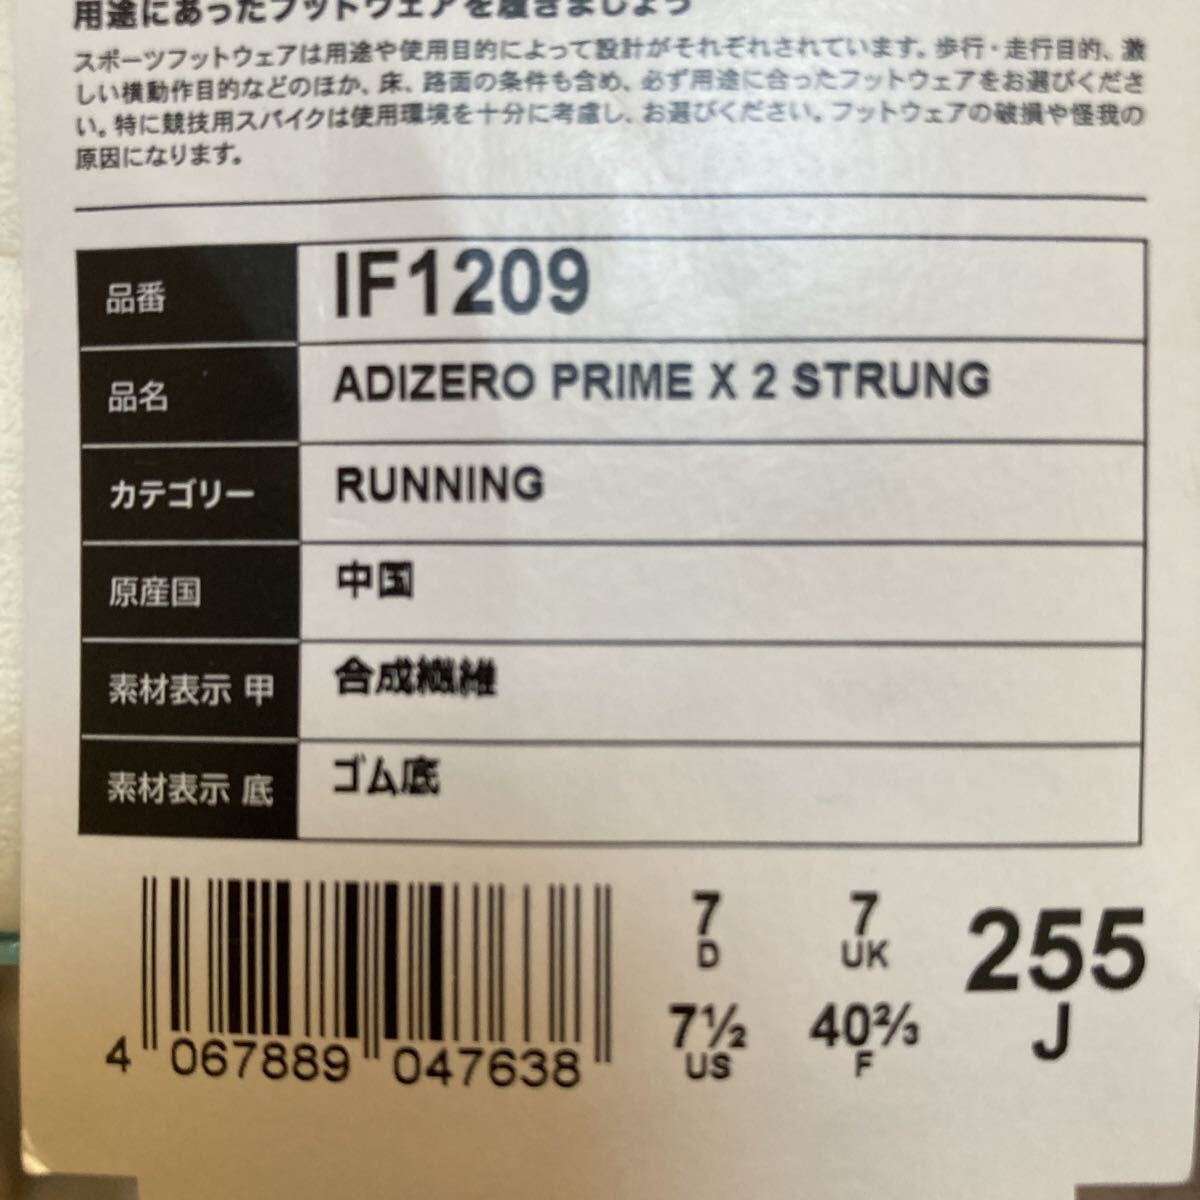 用途にあったフットウェアを履きましょう
スポーツフットウェアは用途や使用目的によって設計がそれぞれされています。歩行・走行目的、激
しい横動作目的などのほか、床、路面の条件も含め、必ず用途に合ったフットウェアをお選びくださ
い。特に競技用スパイクは使用環境を十分に考慮し、お選びください。フットウェアの破損や怪我の
原因になります。
品番 IF1209
品名 ADIZERO PRIME X 2 STRUNG
カテゴリー RUNNING
原産国 中国
素材表示 甲 合成繊維
素材表示 底 ゴム底
7 7 255
D UK
7½ 40⅔ J
US F
4 067889 047638